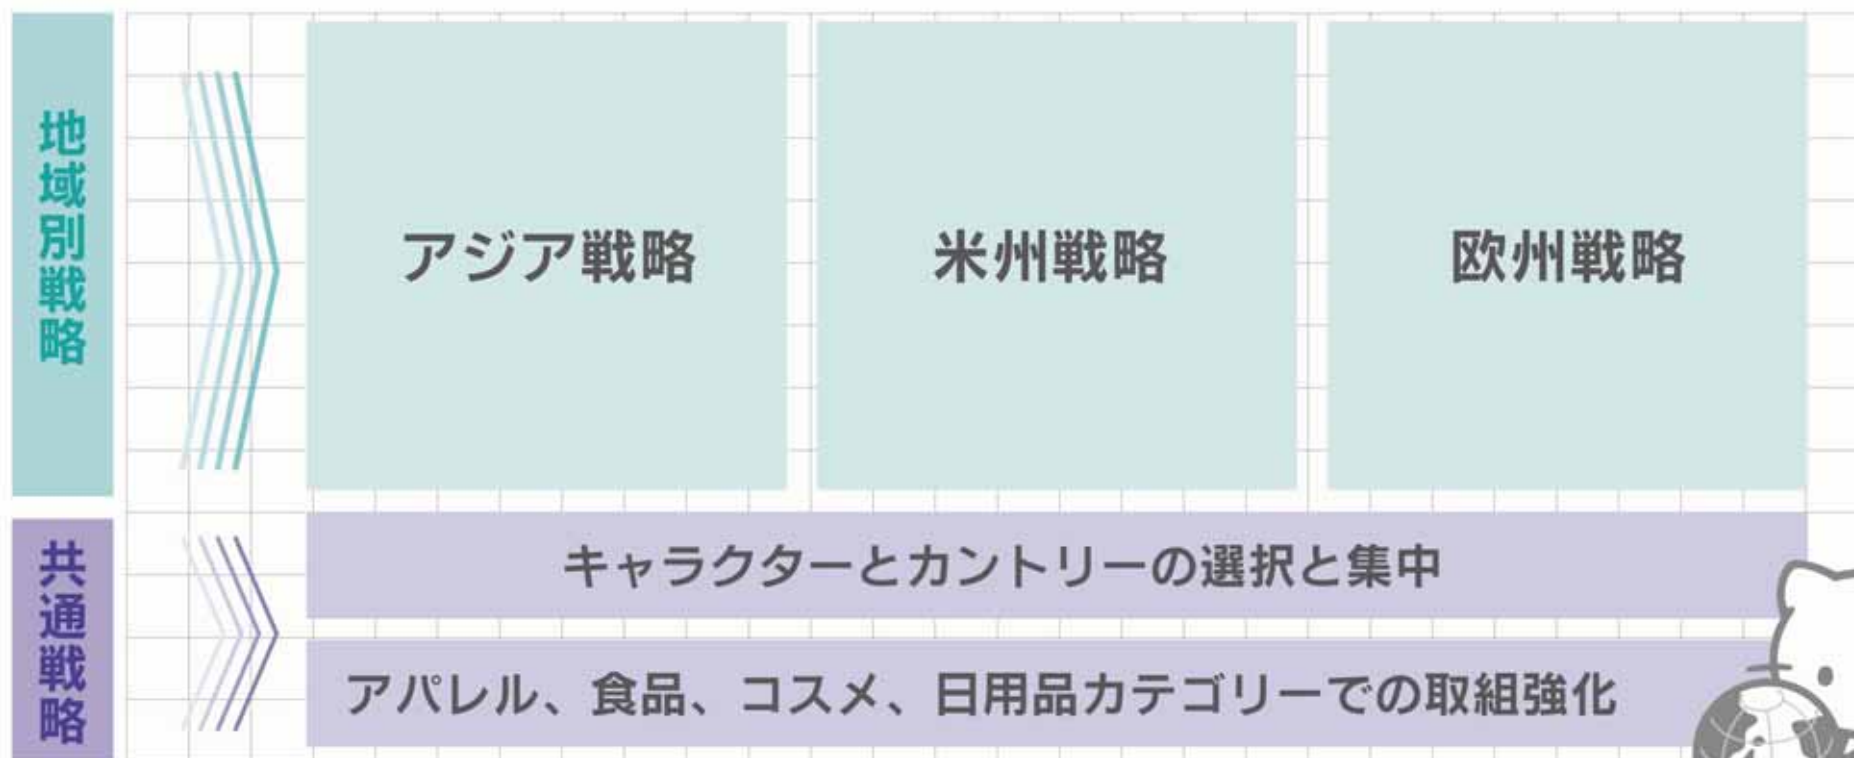 地域別戦略
アジア戦略
米州戦略
欧州戦略
共通戦略
キャラクターとカントリーの選択と集中
アパレル、食品、コスメ、日用品カテゴリーでの取組強化